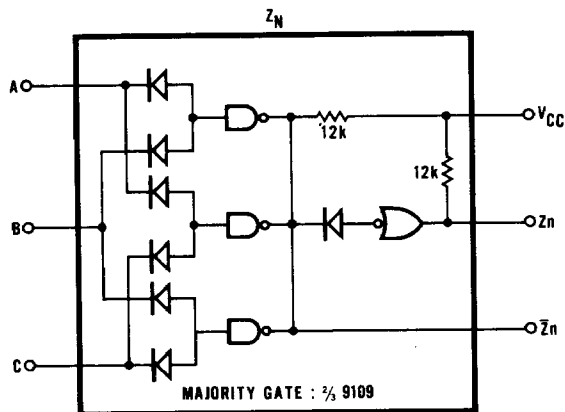 Z_N
A
B
C
12k
12k
V_CC
Zn
Z̄n
MAJORITY GATE : ⅔ 9109